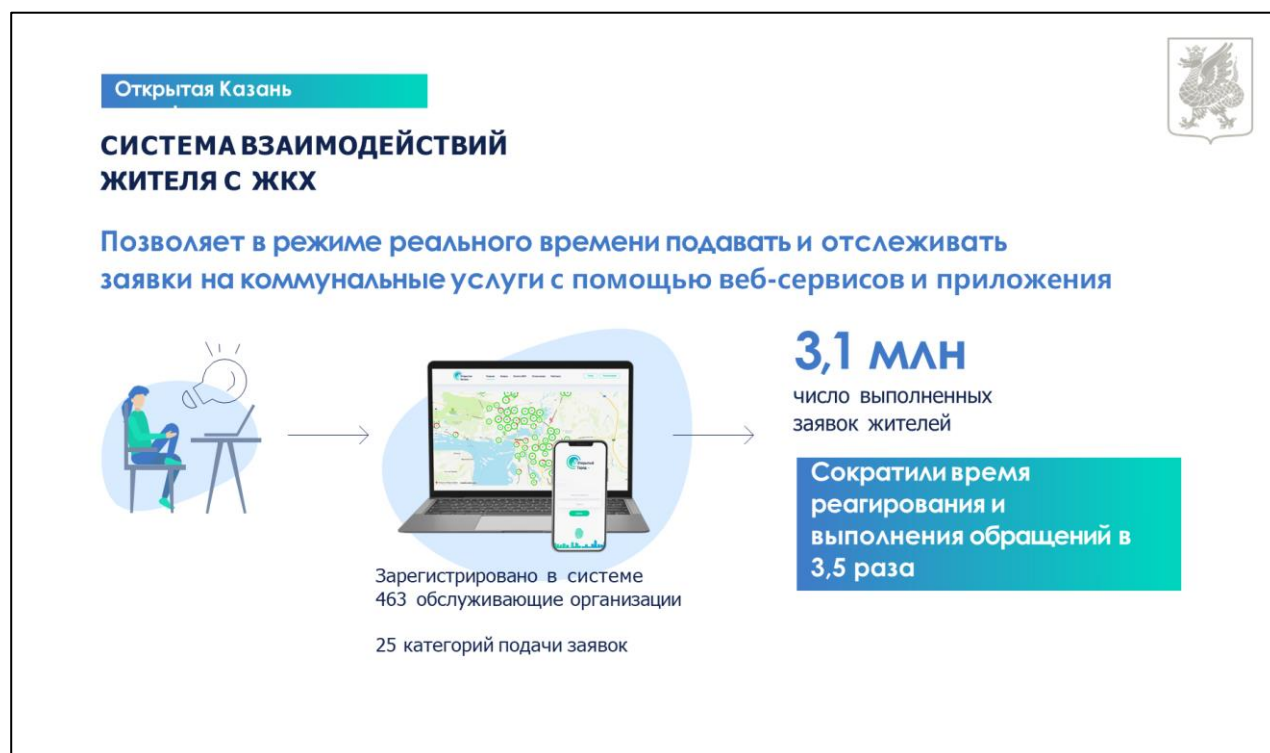 Открытая Казань
СИСТЕМА ВЗАИМОДЕЙСТВИЙ
ЖИТЕЛЯ С ЖКХ
Позволяет в режиме реального времени подавать и отслеживать
заявки на коммунальные услуги с помощью веб-сервисов и приложения
3,1 млн
число выполненных
заявок жителей
Сократили время
реагирования и
выполнения обращений в
3,5 раза
Зарегистрировано в системе
463 обслуживающие организации
25 категорий подачи заявок